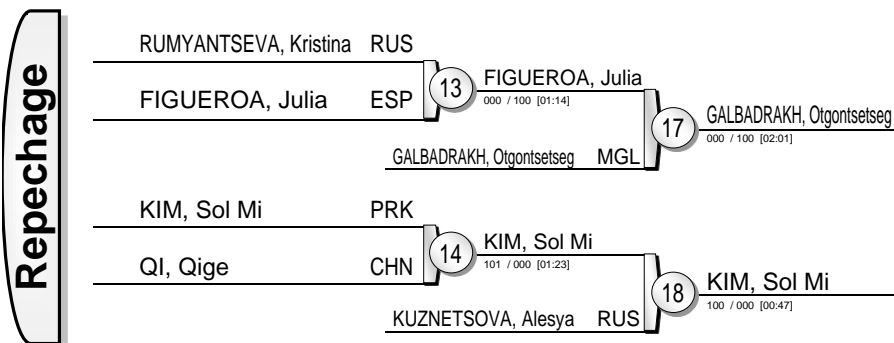 Repechage
RUMYANTSEVA, Kristina RUS
FIGUEROA, Julia ESP
13
FIGUEROA, Julia
000 / 100 [01:14]
GALBADRAKH, Otgontsetseg MGL
17
GALBADRAKH, Otgontsetseg
000 / 100 [02:01]
KIM, Sol Mi PRK
QI, Qige CHN
14
KIM, Sol Mi
101 / 000 [01:23]
KUZNETSOVA, Alesya RUS
18
KIM, Sol Mi
100 / 000 [00:47]